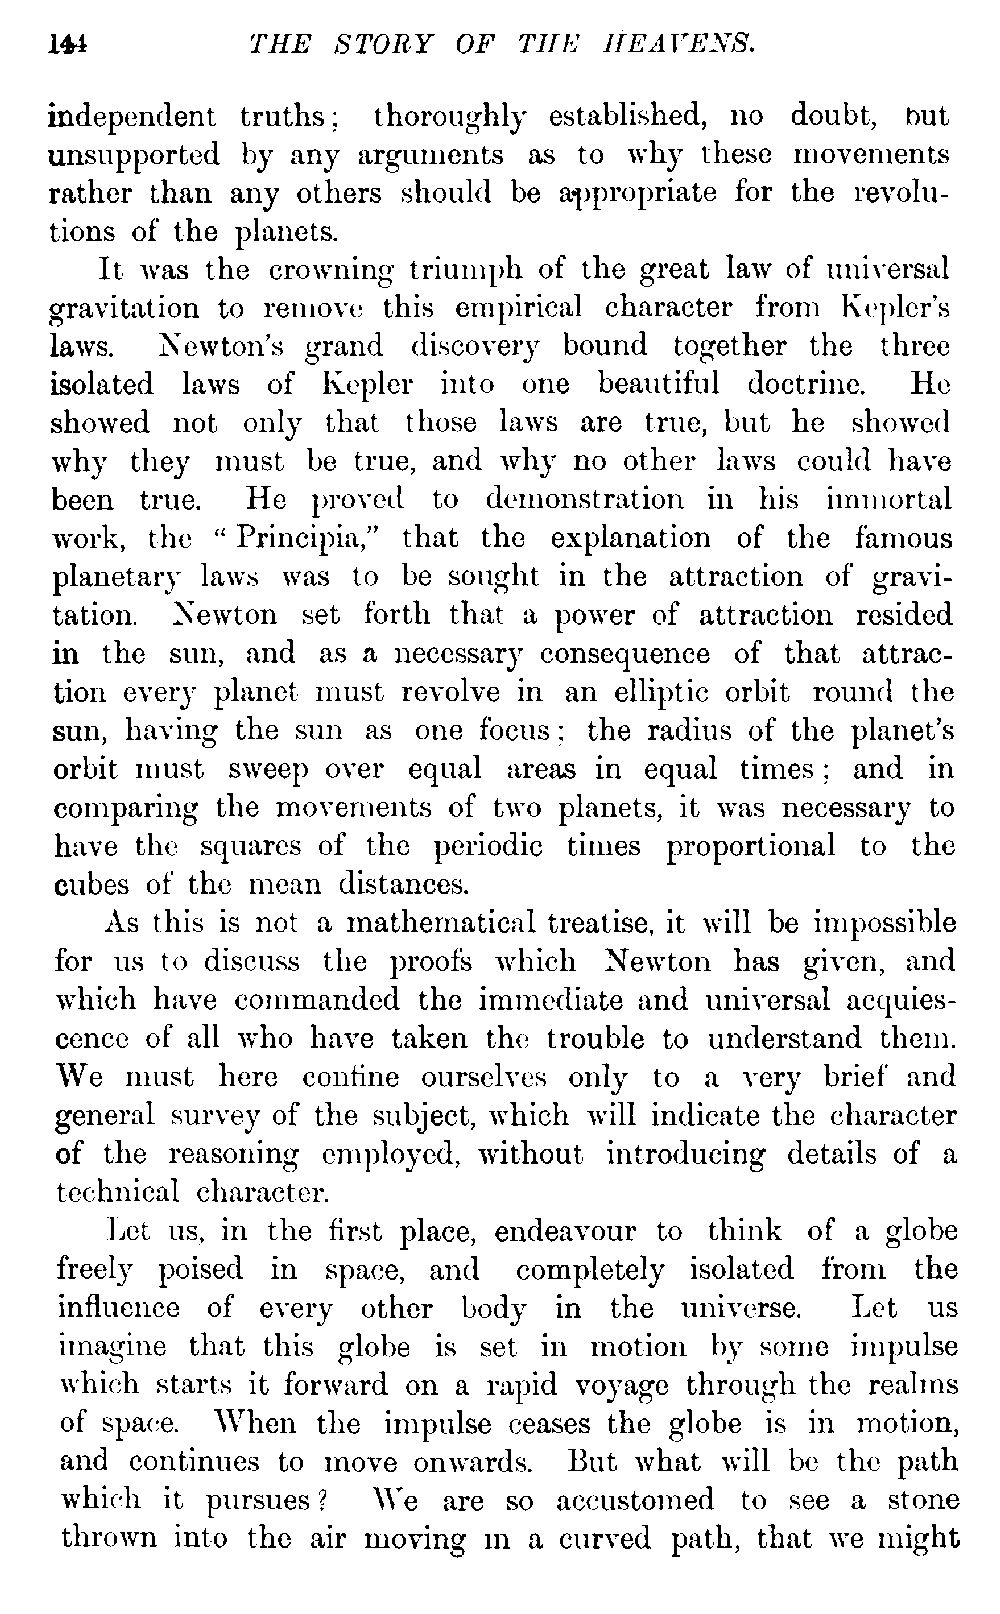 144 THE STORY OF THE HEAVENS.
independent truths; thoroughly established, no doubt, but
unsupported by any arguments as to why these movements
rather than any others should be appropriate for the revolu-
tions of the planets.
It was the crowning triumph of the great law of universal
gravitation to remove this empirical character from Kepler's
laws. Newton's grand discovery bound together the three
isolated laws of Kepler into one beautiful doctrine. He
showed not only that those laws are true, but he showed
why they must be true, and why no other laws could have
been true. He proved to demonstration in his immortal
work, the “Principia,” that the explanation of the famous
planetary laws was to be sought in the attraction of gravi-
tation. Newton set forth that a power of attraction resided
in the sun, and as a necessary consequence of that attrac-
tion every planet must revolve in an elliptic orbit round the
sun, having the sun as one focus; the radius of the planet's
orbit must sweep over equal areas in equal times; and in
comparing the movements of two planets, it was necessary to
have the squares of the periodic times proportional to the
cubes of the mean distances.
As this is not a mathematical treatise, it will be impossible
for us to discuss the proofs which Newton has given, and
which have commanded the immediate and universal acquies-
cence of all who have taken the trouble to understand them.
We must here confine ourselves only to a very brief and
general survey of the subject, which will indicate the character
of the reasoning employed, without introducing details of a
technical character.
Let us, in the first place, endeavour to think of a globe
freely poised in space, and completely isolated from the
influence of every other body in the universe. Let us
imagine that this globe is set in motion by some impulse
which starts it forward on a rapid voyage through the realms
of space. When the impulse ceases the globe is in motion,
and continues to move onwards. But what will be the path
which it pursues? We are so accustomed to see a stone
thrown into the air moving in a curved path, that we might